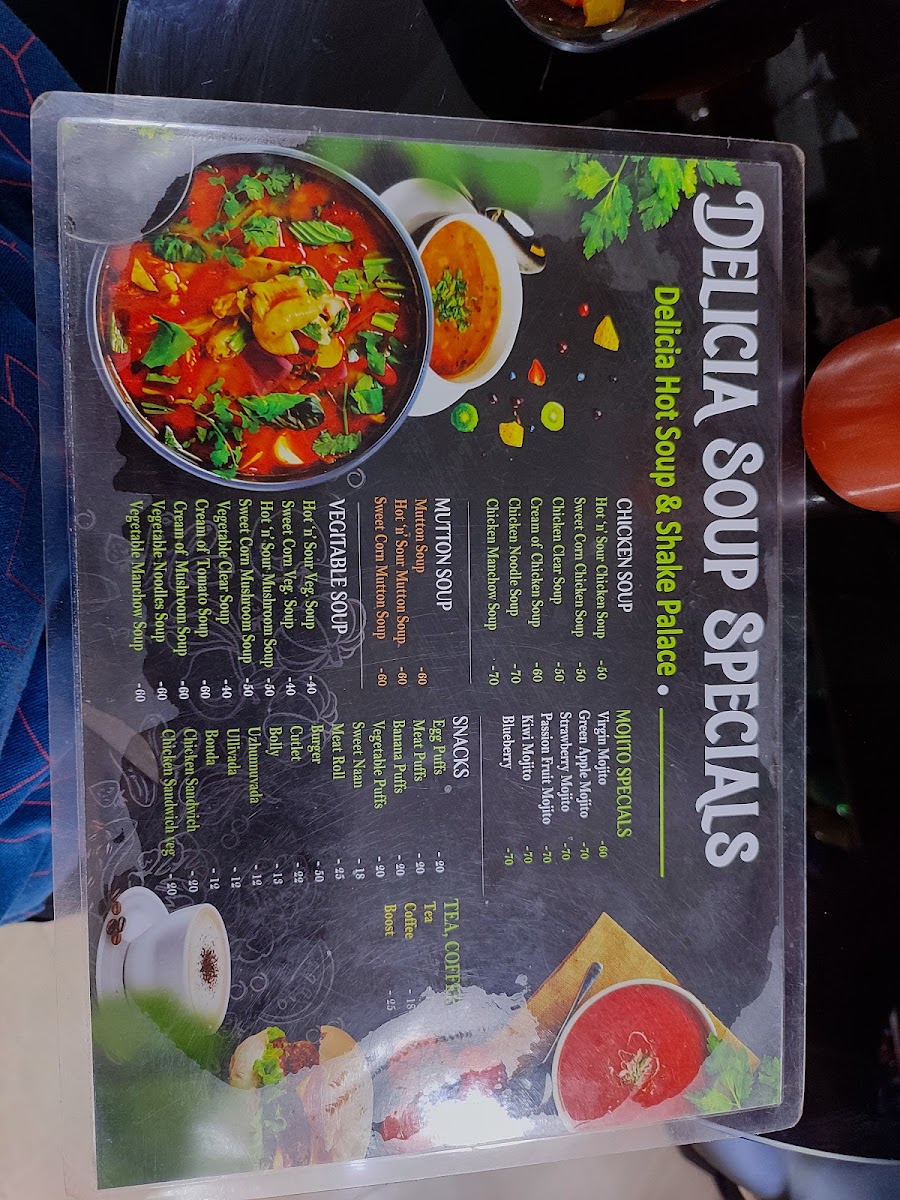 DELICIA SOUP SPECIALS
Delicia Hot Soup & Shake Palace
CHICKEN SOUP
Hot 'n' Sour Chicken Soup -50
Sweet Corn Chicken Soup -50
Chicken Clear Soup -50
Cream of Chicken Soup -60
Chicken Noodle Soup -70
Chicken Manchow Soup -70
MUTTON SOUP
Mutton Soup -60
Hot 'n' Sour Mutton Soup. -60
Sweet Corn Mutton Soup -60
VEGITABLE SOUP
Hot 'n' Sour Veg. Soup -40
Sweet Corn Veg. Soup -40
Hot 'n' Sour Mushroom Soup -50
Sweet Corn Mushroom Soup -50
Vegetable Clear Soup -40
Cream of Tomato Soup -60
Cream of Mushroom Soup -60
Vegetable Noodles Soup -60
Vegetable Manchow Soup -60
MOJITO SPECIALS
Virgin Mojito -60
Green Apple Mojito -70
Strawberry Mojito -70
Passion Fruit Mojito -70
Kiwi Mojito -70
Blueberry -70
SNACKS
Egg Puffs - 20
Meat Puffs - 20
Banana Puffs - 20
Vegetable Puffs - 20
Sweet Naan - 18
Meat Roll - 25
Burger - 50
Cutlet - 22
Bolly - 13
Uzhunnuvada - 12
Ullivada - 12
Bonda - 12
Chicken Sandwich - 20
Chicken Sandwich veg - 20
TEA, COFFE
Tea
Coffee - 18
Boost - 25